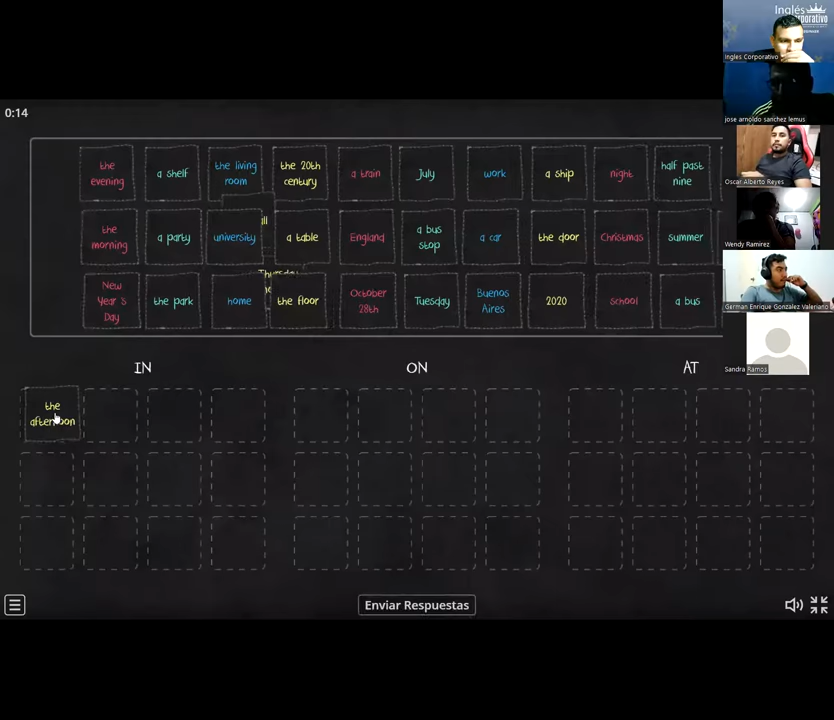 Inglés
Corporativo
Ingles Corporativo
0:14
jose arnoldo sanchez lemus
the
evening
a shelf
the living
room
the 20th
century
a train
July
work
a ship
night
half past
nine
Oscar Alberto Reyes
the
morning
a party
university
a table
England
a bus
stop
a car
the door
Christmas
summer
Wendy Ramirez
Thursday
New
Year's
Day
the park
home
the floor
October
28th
Tuesday
Buenos
Aires
2020
school
a bus
German Enrique Gonzalez Valeriano
IN
ON
AT
Sandra Ramos
the
afternoon
Enviar Respuestas